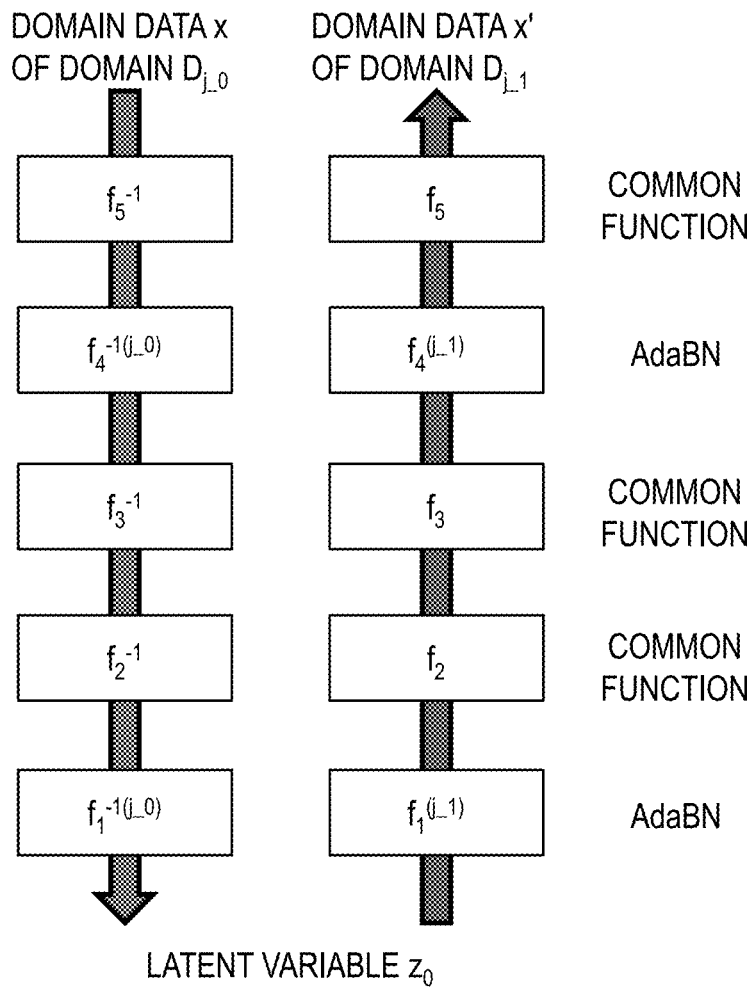 DOMAIN DATA x
OF DOMAIN D_{j_0}
DOMAIN DATA x'
OF DOMAIN D_{j_1}
f_5^{-1}
f_5
COMMON
FUNCTION
f_4^{-1(j_0)}
f_4^{(j_1)}
AdaBN
f_3^{-1}
f_3
COMMON
FUNCTION
f_2^{-1}
f_2
COMMON
FUNCTION
f_1^{-1(j_0)}
f_1^{(j_1)}
AdaBN
LATENT VARIABLE z_0